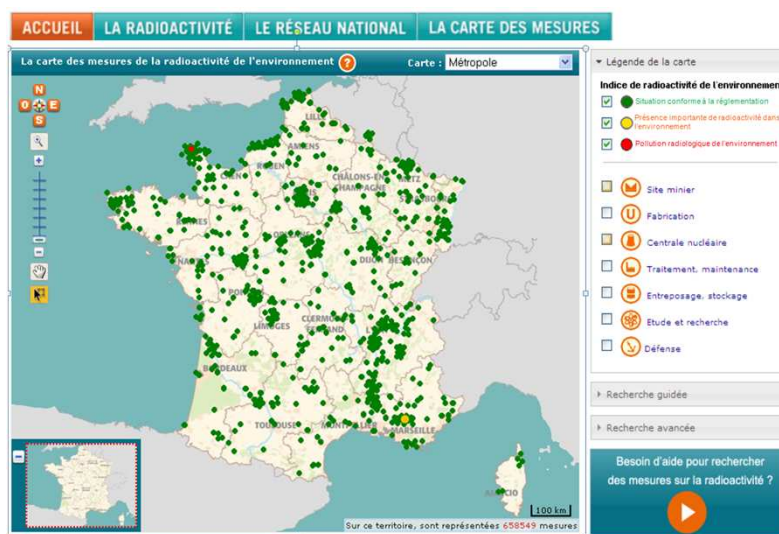 ACCUEIL LA RADIOACTIVITÉ LE RÉSEAU NATIONAL LA CARTE DES MESURES
La carte des mesures de la radioactivité de l'environnement ? Carte : Métropole
N
O E
S
LILLE
AMIENS
ROUEN
CAEN
CHÂLONS-EN-
CHAMPAGNE
METZ
STRASBOURG
RENNES
ORLEANS
NANTES
DIJON BESANCON
LIMOGES
CLERMONT-
FERRAND
BORDEAUX
TOULOUSE
MONTPELLIER
MARSEILLE
100 km
Sur ce territoire, sont représentées 658549 mesures
Légende de la carte
Indice de radioactivité de l'environnemen
Situation conforme à la réglementation
Présence importante de radioactivité dans
l'environnement
Pollution radiologique de l'environnement
Site minier
Fabrication
Centrale nucléaire
Traitement, maintenance
Entreposage, stockage
Etude et recherche
Défense
Recherche guidée
Recherche avancée
Besoin d'aide pour rechercher
des mesures sur la radioactivité ?